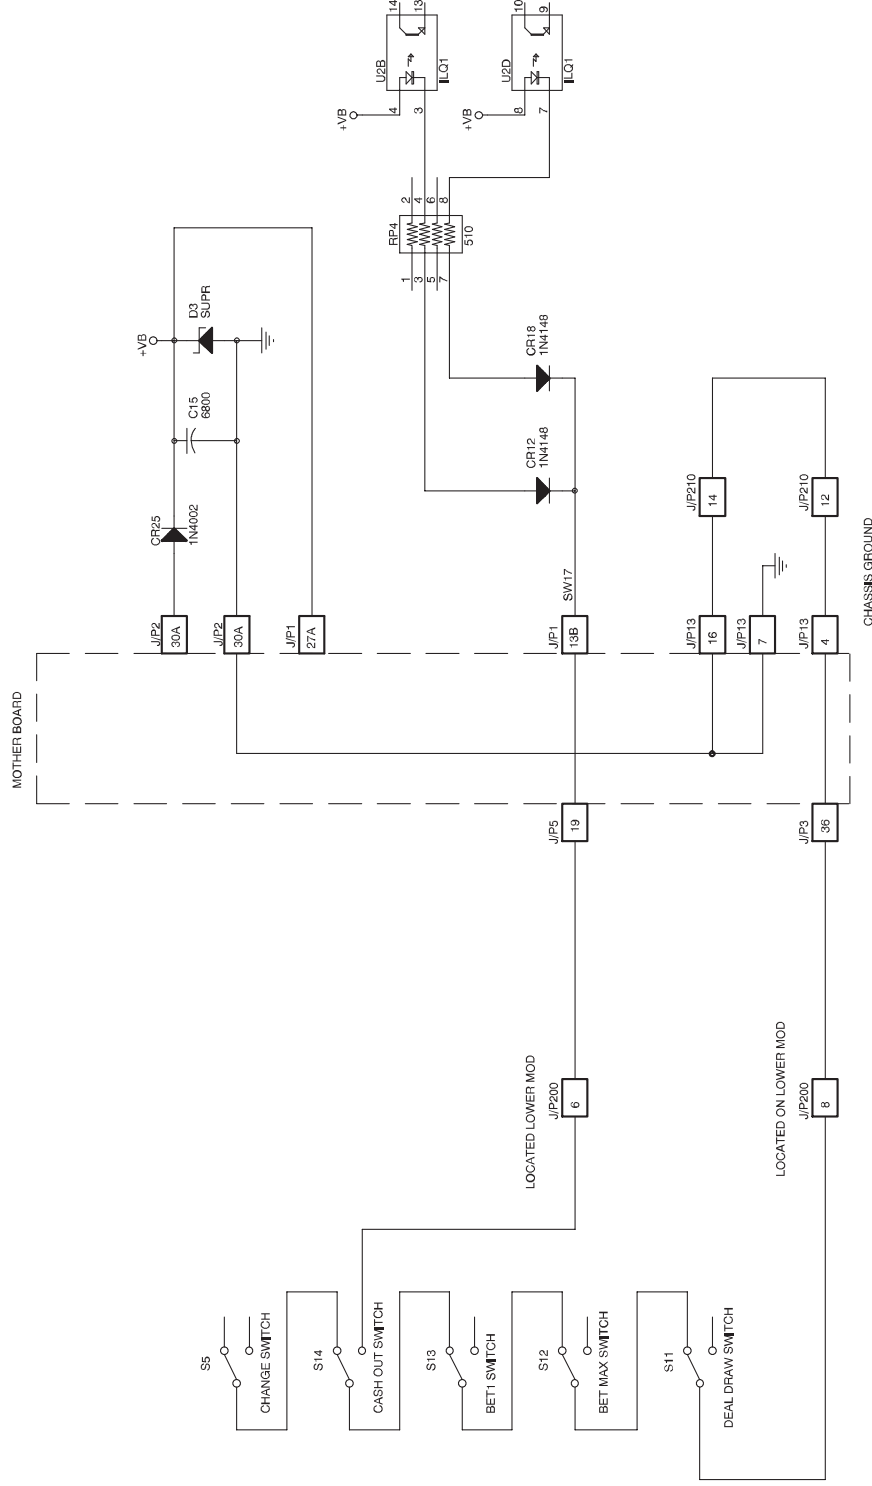 14
13
U2B
ILQ1
4
3
+VB
10
9
U2D
ILQ1
8
7
+VB
RP4
510
2
4
6
8
1
3
5
7
+VB
D3
SUPR
C15
6800
CR25
1N4002
CR18
1N4148
CR12
1N4148
J/P2
30A
J/P2
30A
J/P1
27A
SW17
J/P1
13B
J/P210
14
J/P210
12
J/P13
16
J/P13
7
J/P13
4
CHASSIS GROUND
MOTHER BOARD
J/P5
19
J/P3
36
LOCATED LOWER MOD
J/P200
6
LOCATED ON LOWER MOD
J/P200
8
S5
CHANGE SWITCH
S14
CASH OUT SWITCH
S13
BET1 SWITCH
S12
BET MAX SWITCH
S11
DEAL DRAW SWITCH